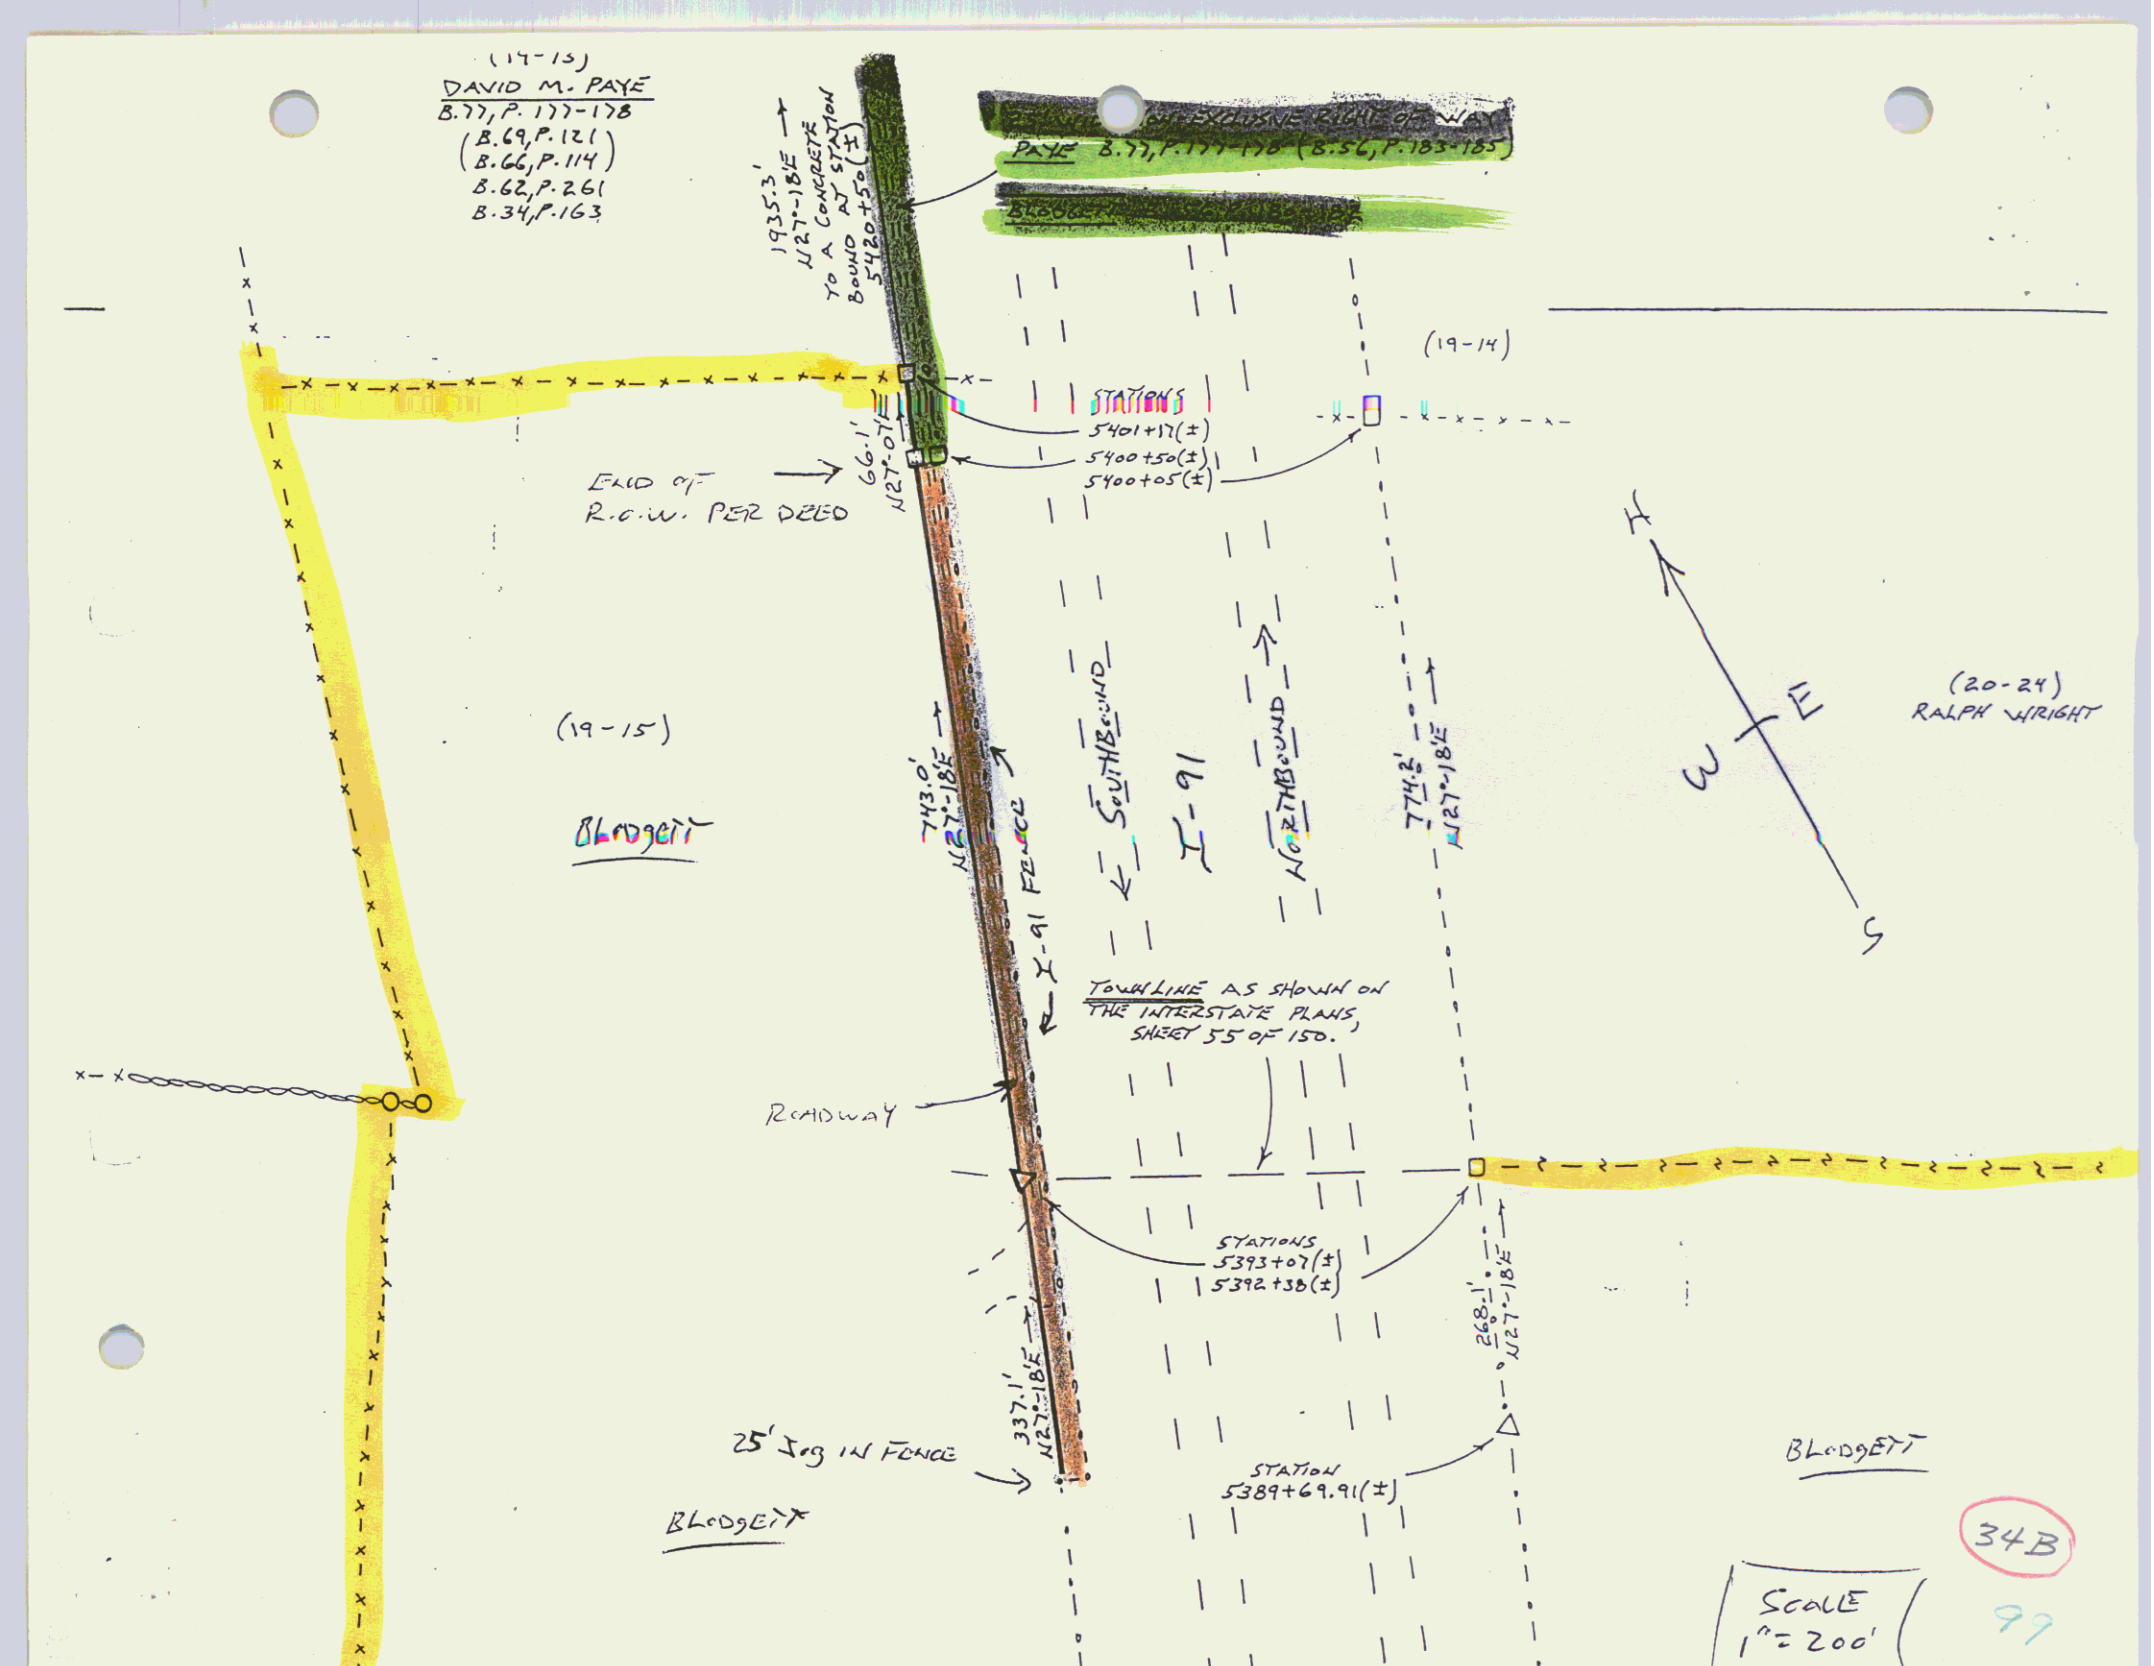 (14-15)
DAVID M. PAYE
B.77, P. 177-178
(B.69, P.121
B.66, P.114)
B.62, P.261
B.34, P.163
1935.3'
N27°-18'E
TO A CONCRETE
BOUND AT STATION
5420+50(±)
EXCLUSIVE RIGHT OF WAY
PAYE B.77, P.177-178 (B.56, P.183-185)
BLODGETT
(19-14)
STATIONS
5401+17(±)
5400+50(±)
5400+05(±)
66.1'
N27°-07'E
END OF
R.O.W. PER DEED
N
E
W
S
(20-24)
RALPH WRIGHT
(19-15)
BLODGETT
743.0'
N27°-18'E
I-91 FENCE
SOUTHBOUND
I-91
NORTHBOUND
774.2'
N27°-18'E
TOWN LINE AS SHOWN ON
THE INTERSTATE PLANS,
SHEET 55 OF 150.
ROADWAY
STATIONS
5393+07(±)
5392+38(±)
268.1'
N27°-18'E
337.1'
N27°-18'E
25' JOG IN FENCE
STATION
5389+69.91(±)
BLODGETT
BLODGETT
34B
SCALE
1"=200'
99